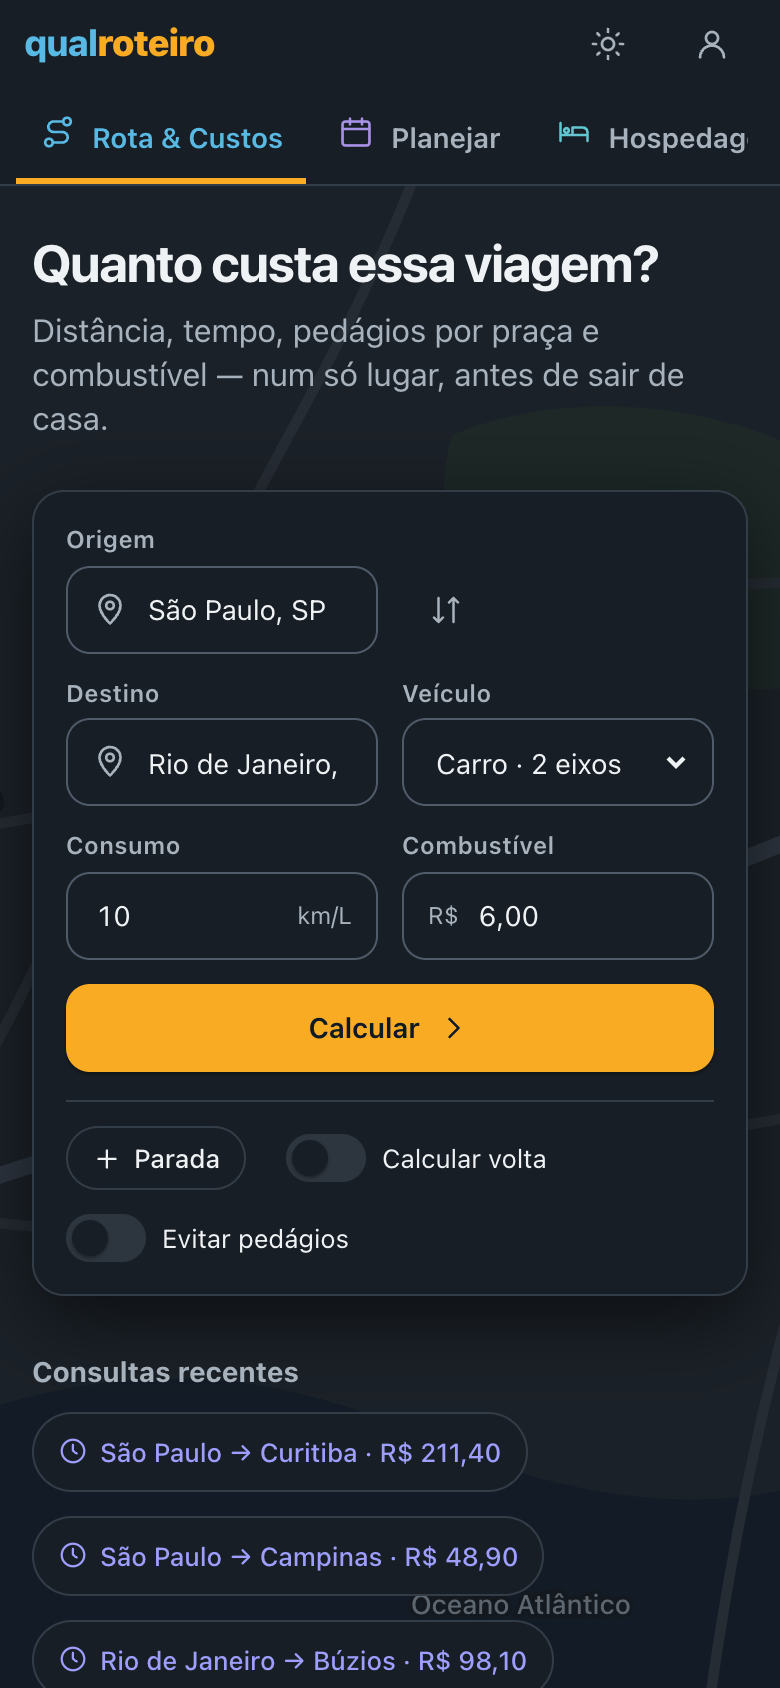 qualroteiro
Rota & Custos
Planejar
Hospedag
Quanto custa essa viagem?
Distância, tempo, pedágios por praça e
combustível — num só lugar, antes de sair de
casa.
Origem
São Paulo, SP
Destino
Veículo
Rio de Janeiro,
Carro · 2 eixos
Consumo
Combustível
10 km/L
R$ 6,00
Calcular
+ Parada
Calcular volta
Evitar pedágios
Consultas recentes
São Paulo → Curitiba · R$ 211,40
São Paulo → Campinas · R$ 48,90
Oceano Atlântico
Rio de Janeiro → Búzios · R$ 98,10